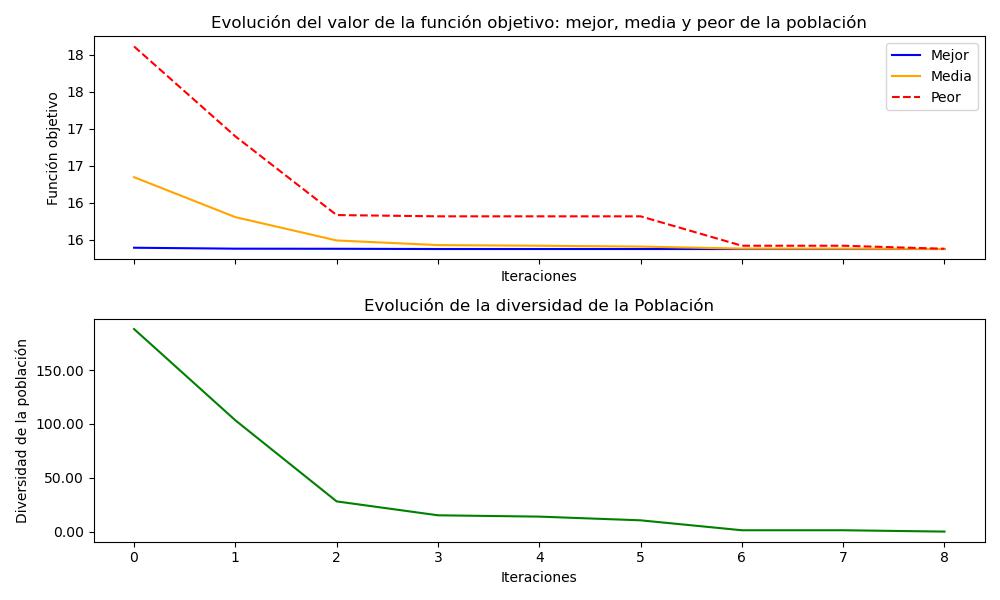 Evolución del valor de la función objetivo: mejor, media y peor de la población
Función objetivo
18
18
17
17
16
16
Mejor
Media
Peor
Iteraciones
Evolución de la diversidad de la Población
Diversidad de la población
150.00
100.00
50.00
0.00
0 1 2 3 4 5 6 7 8
Iteraciones